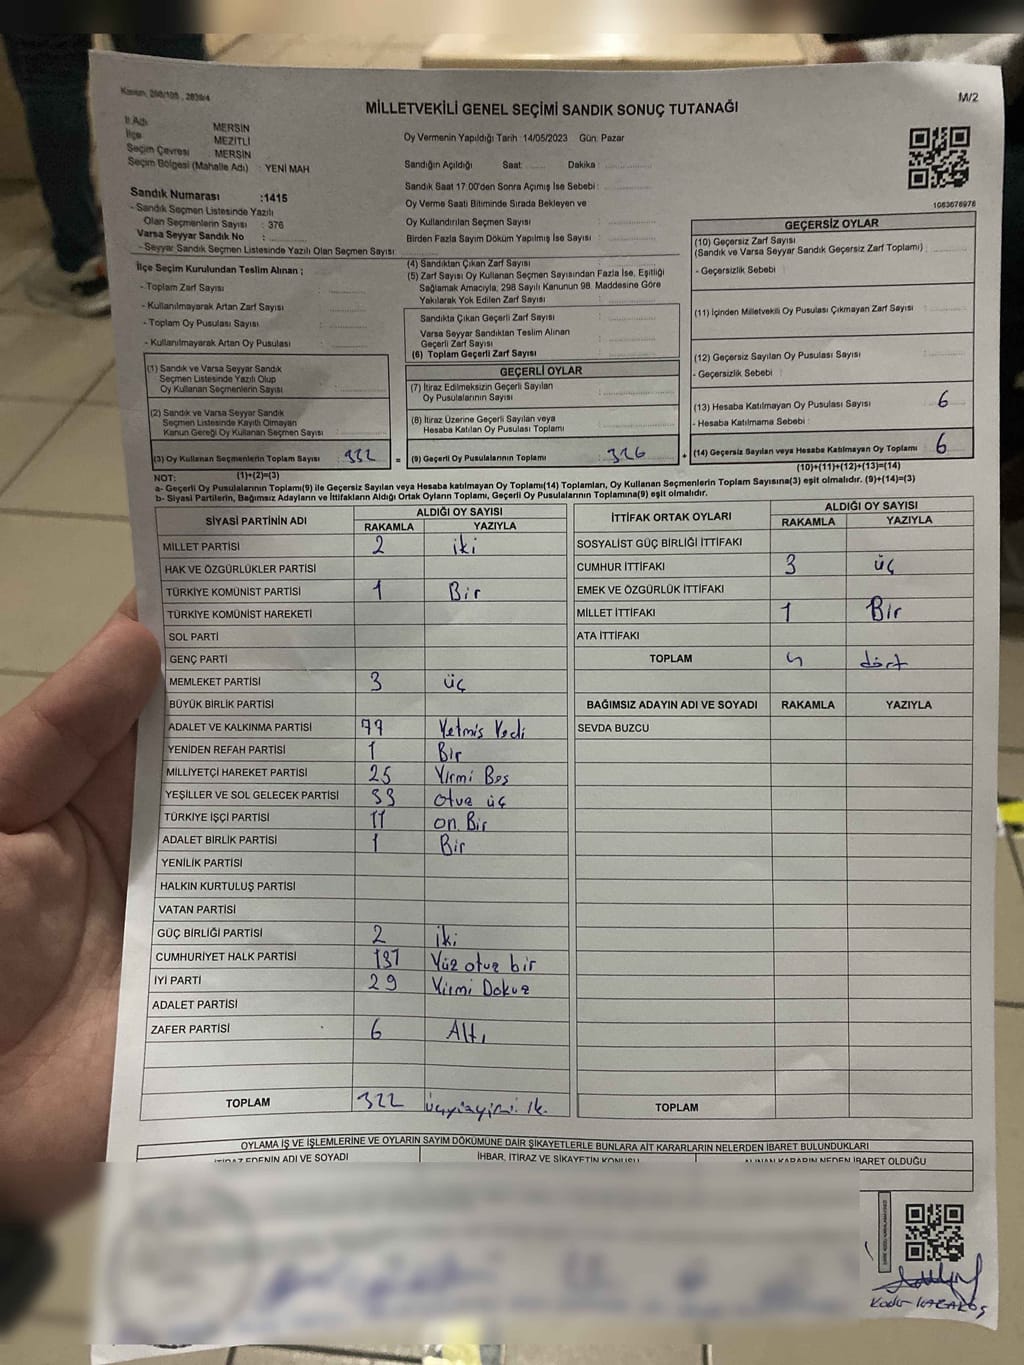 Kanun, 298/105 , 2839/4
MİLLETVEKİLİ GENEL SEÇİMİ SANDIK SONUÇ TUTANAĞI
M/2
İl Adı MERSİN
İlçe MEZİTLİ
Seçim Çevresi : MERSİN
Seçim Bölgesi (Mahalle Adı) : YENİ MAH
Oy Vermenin Yapıldığı Tarih :14/05/2023 Gün: Pazar
Sandığın Açıldığı Saat: Dakika :
Sandık Saat 17.00'den Sonra Açımış İse Sebebi :
Oy Verme Saati Bitiminde Sırada Bekleyen ve
Oy Kullandırılan Seçmen Sayısı
Birden Fazla Sayım Döküm Yapılmış İse Sayısı :
1063676978
Sandık Numarası :1415
- Sandık Seçmen Listesinde Yazılı
Olan Seçmenlerin Sayısı : 376
Varsa Seyyar Sandık No :
- Seyyar Sandık Seçmen Listesinde Yazılı Olan Seçmen Sayısı
İlçe Seçim Kurulundan Teslim Alınan ;
- Toplam Zarf Sayısı :
- Kullanılmayarak Artan Zarf Sayısı :
- Toplam Oy Pusulası Sayısı :
- Kullanılmayarak Artan Oy Pusulası :
(1) Sandık ve Varsa Seyyar Sandık
Seçmen Listesinde Yazılı Olup
Oy Kullanan Seçmenlerin Sayısı
(2) Sandık ve Varsa Seyyar Sandık
Seçmen Listesinde Kayıtlı Olmayan
Kanun Gereği Oy Kullanan Seçmen Sayısı :
(3) Oy Kullanan Seçmenlerin Toplam Sayısı : 332 =
(1)+(2)=(3)
(4) Sandıktan Çıkan Zarf Sayısı :
(5) Zarf Sayısı Oy Kullanan Seçmen Sayısından Fazla İse, Eşitliği
Sağlamak Amacıyla, 298 Sayılı Kanunun 98. Maddesine Göre
Yakılarak Yok Edilen Zarf Sayısı :
Sandıkta Çıkan Geçerli Zarf Sayısı :
Varsa Seyyar Sandıktan Teslim Alınan
Geçerli Zarf Sayısı :
(6) Toplam Geçerli Zarf Sayısı :
GEÇERLİ OYLAR
(7) İtiraz Edilmeksizin Geçerli Sayılan
Oy Pusulalarının Sayısı :
(8) İtiraz Üzerine Geçerli Sayılan veya
Hesaba Katılan Oy Pusulası Toplamı :
(9) Geçerli Oy Pusulalarının Toplamı : 326 +
GEÇERSİZ OYLAR
(10) Geçersiz Zarf Sayısı
(Sandık ve Varsa Seyyar Sandık Geçersiz Zarf Toplamı) :
- Geçersizlik Sebebi :
(11) İçinden Milletvekili Oy Pusulası Çıkmayan Zarf Sayısı :
(12) Geçersiz Sayılan Oy Pusulası Sayısı :
- Geçersizlik Sebebi :
(13) Hesaba Katılmayan Oy Pusulası Sayısı : 6
- Hesaba Katılmama Sebebi :
(14) Geçersiz Sayılan veya Hesaba Katılmayan Oy Toplamı : 6
(10)+(11)+(12)+(13)=(14)
NOT:
a- Geçerli Oy Pusulalarının Toplamı(9) ile Geçersiz Sayılan veya Hesaba katılmayan Oy Toplamı(14) Toplamları, Oy Kullanan Seçmenlerin Toplam Sayısına(3) eşit olmalıdır. (9)+(14)=(3)
b- Siyasi Partilerin, Bağımsız Adayların ve İttifakların Aldığı Ortak Oyların Toplamı, Geçerli Oy Pusulalarının Toplamına(9) eşit olmalıdır.
SİYASİ PARTİNİN ADI ALDIĞI OY SAYISI
RAKAMLA YAZIYLA
MİLLET PARTİSİ 2 iki
HAK VE ÖZGÜRLÜKLER PARTİSİ
TÜRKİYE KOMÜNİST PARTİSİ 1 Bir
TÜRKİYE KOMÜNİST HAREKETİ
SOL PARTİ
GENÇ PARTİ
MEMLEKET PARTİSİ 3 üç
BÜYÜK BİRLİK PARTİSİ
ADALET VE KALKINMA PARTİSİ 77 Yetmiş Yedi
YENİDEN REFAH PARTİSİ 1 Bir
MİLLİYETÇİ HAREKET PARTİSİ 25 Yirmi Beş
YEŞİLLER VE SOL GELECEK PARTİSİ 33 otuz üç
TÜRKİYE İŞÇİ PARTİSİ 11 on Bir
ADALET BİRLİK PARTİSİ 1 Bir
YENİLİK PARTİSİ
HALKIN KURTULUŞ PARTİSİ
VATAN PARTİSİ
GÜÇ BİRLİĞİ PARTİSİ 2 iki
CUMHURİYET HALK PARTİSİ 131 Yüz otuz bir
İYİ PARTİ 29 Yirmi Dokuz
ADALET PARTİSİ
ZAFER PARTİSİ 6 Altı
TOPLAM 322
İTTİFAK ORTAK OYLARI ALDIĞI OY SAYISI
RAKAMLA YAZIYLA
SOSYALİST GÜÇ BİRLİĞİ İTTİFAKI
CUMHUR İTTİFAKI 3 üç
EMEK VE ÖZGÜRLÜK İTTİFAKI
MİLLET İTTİFAKI 1 Bir
ATA İTTİFAKI
TOPLAM 4 dört
BAĞIMSIZ ADAYIN ADI VE SOYADI RAKAMLA YAZIYLA
SEVDA BUZCU
TOPLAM
OYLAMA İŞ VE İŞLEMLERİNE VE OYLARIN SAYIM DÖKÜMÜNE DAİR ŞİKAYETLERLE BUNLARA AİT KARARLARIN NELERDEN İBARET BULUNDUKLARI
İTİRAZ EDENİN ADI VE SOYADI
İHBAR, İTİRAZ VE ŞİKAYETİN KONUSU
ALINAN KARARIN NEDEN İBARET OLDUĞU